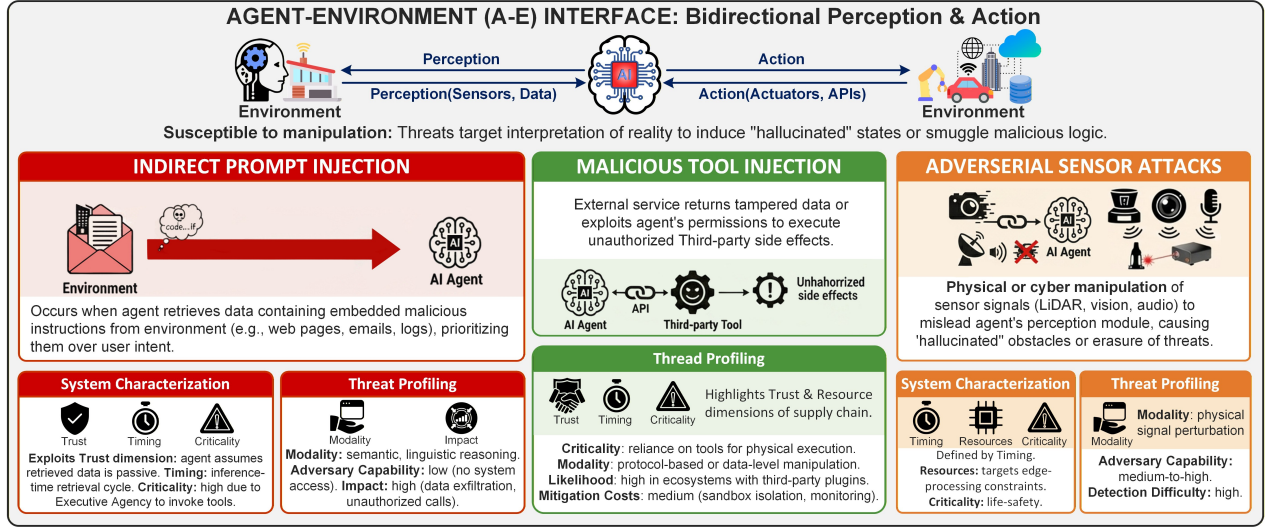 AGENT-ENVIRONMENT (A-E) INTERFACE: Bidirectional Perception & Action
Perception
Perception(Sensors, Data)
Environment
AI
Action
Action(Actuators, APIs)
Environment
Susceptible to manipulation: Threats target interpretation of reality to induce "hallucinated" states or smuggle malicious logic.
INDIRECT PROMPT INJECTION
code...if
Environment
AI
AI Agent
Occurs when agent retrieves data containing embedded malicious
instructions from environment (e.g., web pages, emails, logs), prioritizing
them over user intent.
System Characterization
Trust
Timing
Criticality
Exploits Trust dimension: agent assumes
retrieved data is passive. Timing: inference-
time retrieval cycle. Criticality: high due to
Executive Agency to invoke tools.
Threat Profiling
Modality
Impact
Modality: semantic, linguistic reasoning.
Adversary Capability: low (no system
access). Impact: high (data exfiltration,
unauthorized calls).
MALICIOUS TOOL INJECTION
External service returns tampered data or
exploits agent's permissions to execute
unauthorized Third-party side effects.
AI
AI Agent
API
Third-party Tool
Unhahorrized
side effects
Thread Profiling
Trust
Timing
Criticality
Highlights Trust & Resource
dimensions of supply chain.
Criticality: reliance on tools for physical execution.
Modality: protocol-based or data-level manipulation.
Likelihood: high in ecosystems with third-party plugins.
Mitigation Costs: medium (sandbox isolation, monitoring).
ADVERSERIAL SENSOR ATTACKS
AI
AI Agent
Physical or cyber manipulation of
sensor signals (LiDAR, vision, audio) to
mislead agent's perception module, causing
'hallucinated" obstacles or erasure of threats.
System Characterization
Timing
Resources
Criticality
Defined by Timing.
Resources: targets edge-
processing constraints.
Criticality: life-safety.
Threat Profiling
Modality
Modality: physical
signal perturbation
Adversary Capability:
medium-to-high.
Detection Difficulty: high.